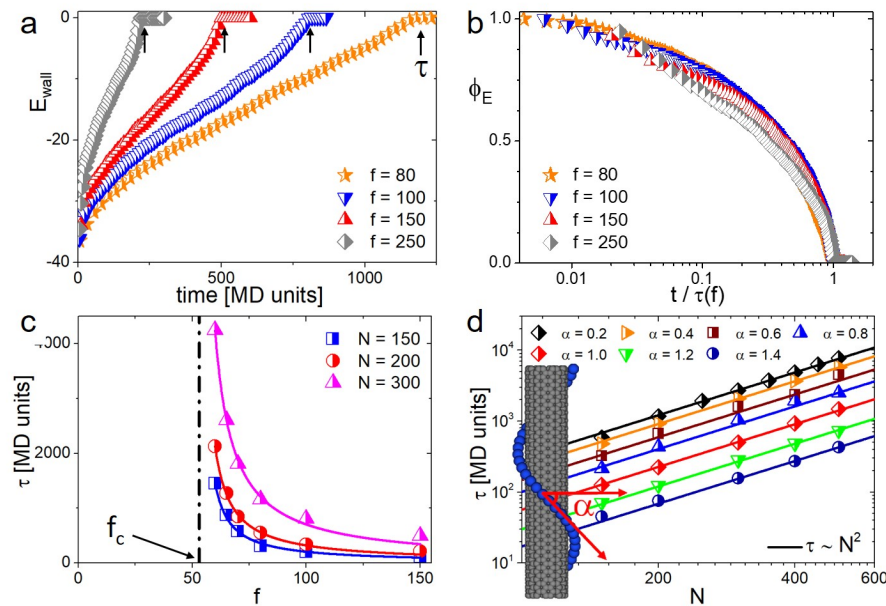 a
E_wall
0
-20
-40
0
500
1000
time [MD units]
τ
f = 80
f = 100
f = 150
f = 250
b
ϕ_E
1.0
0.5
0.0
0.01
0.1
1
t / τ(f)
f = 80
f = 100
f = 150
f = 250
c
τ [MD units]
2000
0
0
50
100
150
f
f_c
N = 150
N = 200
N = 300
d
τ [MD units]
10^4
10^3
10^2
10^1
α = 0.2
α = 0.4
α = 0.6
α = 0.8
α = 1.0
α = 1.2
α = 1.4
α
τ ~ N^2
200
400
600
N